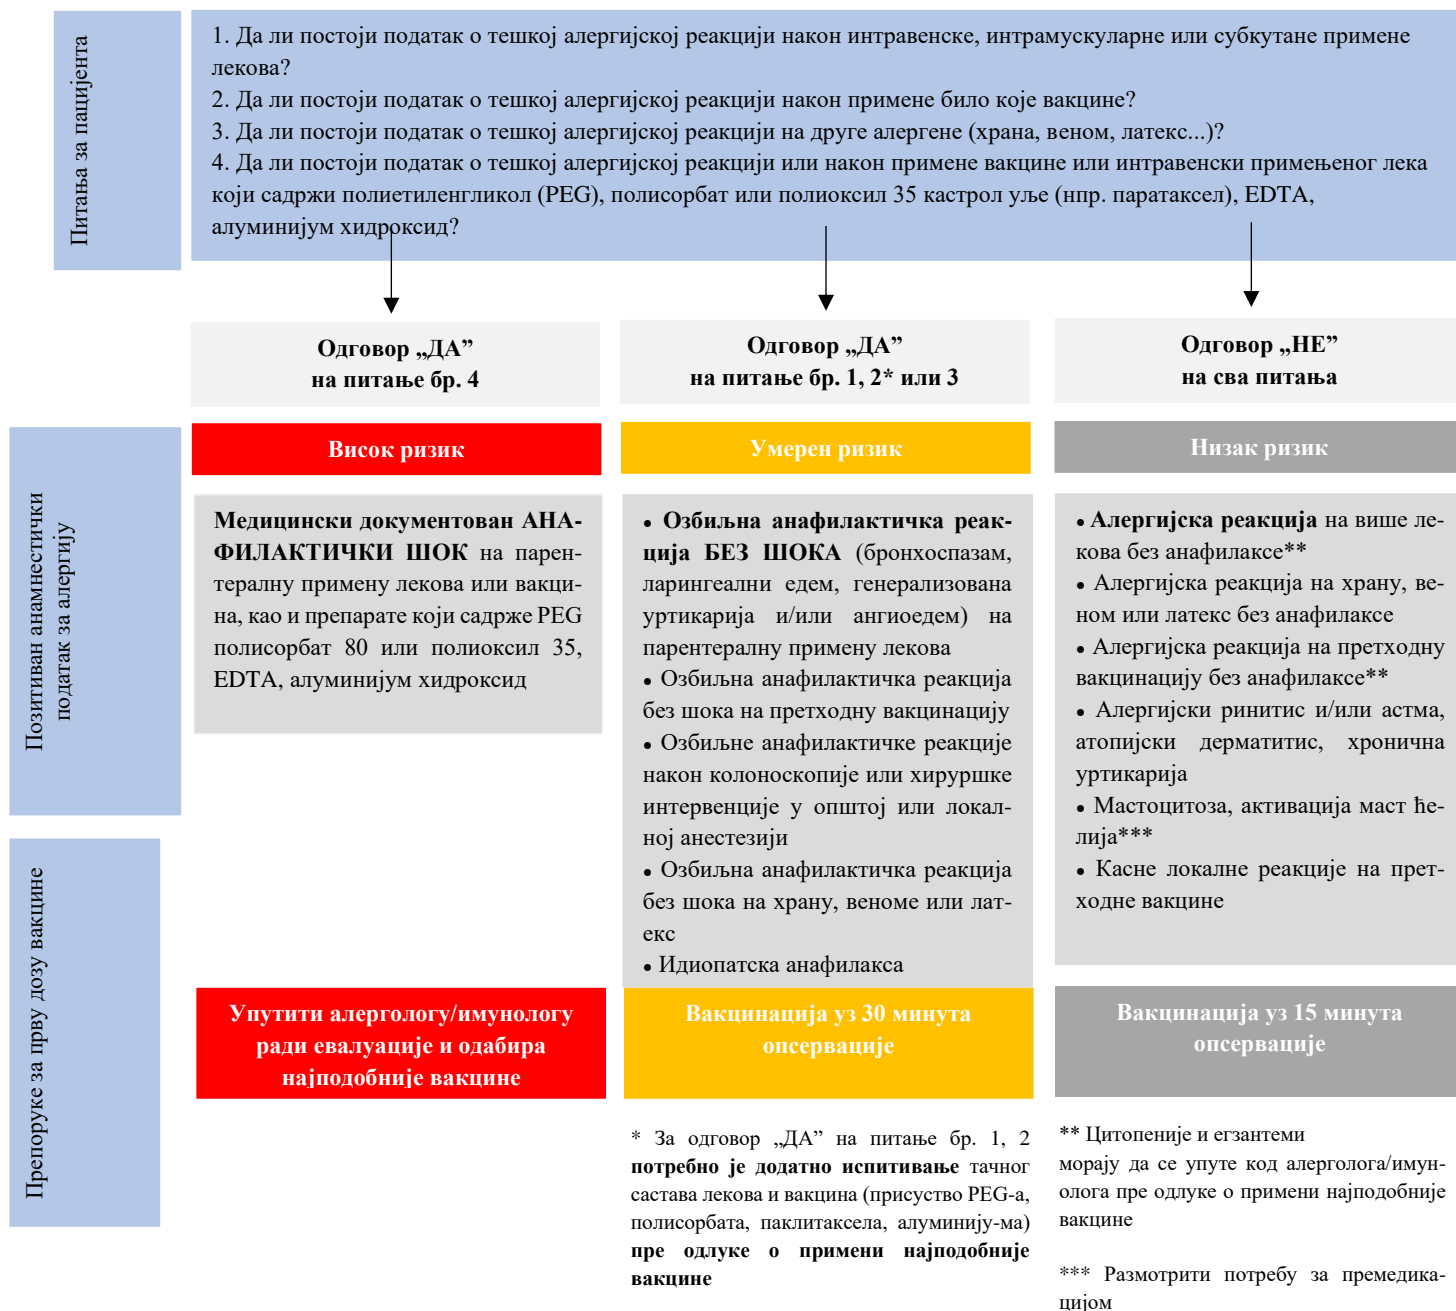 Питања за пацијента
1. Да ли постоји податак о тешкој алергијској реакцији након интравенске, интрамускуларне или субкутане примене
лекова?
2. Да ли постоји податак о тешкој алергијској реакцији након примене било које вакцине?
3. Да ли постоји податак о тешкој алергијској реакцији на друге алергене (храна, веном, латекс...)?
4. Да ли постоји податак о тешкој алергијској реакцији или након примене вакцине или интравенски примењеног лека
који садржи полиетиленгликол (PEG), полисорбат или полиоксил 35 кастрол уље (нпр. паратаксел), EDTA,
алуминијум хидроксид?
Одговор „ДА”
на питање бр. 4
Одговор „ДА”
на питање бр. 1, 2* или 3
Одговор „НЕ”
на сва питања
Позитиван анамнестички
податак за алергију
Висок ризик
Умерен ризик
Низак ризик
Медицински документован АНА-
ФИЛАКТИЧКИ ШОК на парен-
тералну примену лекова или вакци-
на, као и препарате који садрже PEG
полисорбат 80 или полиоксил 35,
EDTA, алуминијум хидроксид
• Озбиљна анафилактичка реак-
ција БЕЗ ШОКА (бронхоспазам,
ларингеални едем, генерализована
уртикарија и/или ангиоедем) на
парентералну примену лекова
• Озбиљна анафилактичка реакција
без шока на претходну вакцинацију
• Озбиљне анафилактичке реакције
након колоноскопије или хируршке
интервенције у општој или локал-
ној анестезији
• Озбиљна анафилактичка реакција
без шока на храну, веноме или лат-
екс
• Идиопатска анафилакса
• Алергијска реакција на више ле-
кова без анафилаксе**
• Алергијска реакција на храну, ве-
ном или латекс без анафилаксе
• Алергијска реакција на претходну
вакцинацију без анафилаксе**
• Алергијски ринитис и/или астма,
атопијски дерматитис, хронична
уртикарија
• Мастоцитоза, активација маст ће-
лија***
• Касне локалне реакције на прет-
ходне вакцине
Препоруке за прву дозу вакцине
Упутити алергологу/имунологу
ради евалуације и одабира
најподобније вакцине
Вакцинација уз 30 минута
опсервације
Вакцинација уз 15 минута
опсервације
* За одговор „ДА” на питање бр. 1, 2
потребно је додатно испитивање тачног
састава лекова и вакцина (присуство PEG-а,
полисорбата, паклитаксела, алуминију-ма)
пре одлуке о примени најподобније
вакцине
** Цитопеније и егзантеми
морају да се упуте код алерголога/имун-
олога пре одлуке о примени најподобније
вакцине
*** Размотрити потребу за премедика-
цијом